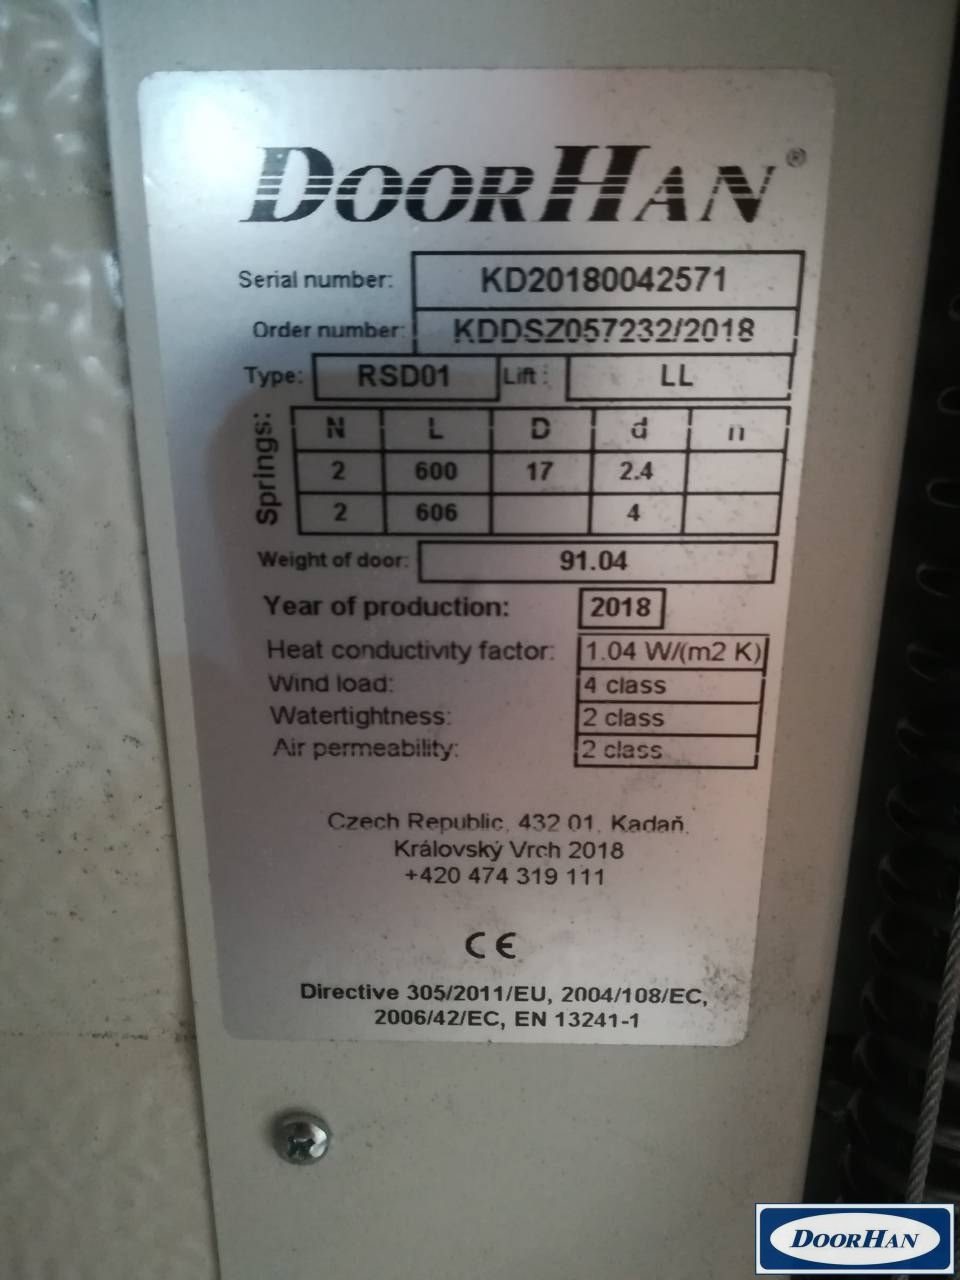 DOORHAN®
Serial number: KD20180042571
Order number: KDDSZ057232/2018
Type: RSD01 Lift: LL
Springs:
N L D d n
2 600 17 2.4
2 606 4
Weight of door: 91.04
Year of production: 2018
Heat conductivity factor: 1.04 W/(m2 K)
Wind load: 4 class
Watertightness: 2 class
Air permeability: 2 class
Czech Republic, 432 01, Kadaň,
Královský Vrch 2018
+420 474 319 111
CE
Directive 305/2011/EU, 2004/108/EC,
2006/42/EC, EN 13241-1
DOORHAN